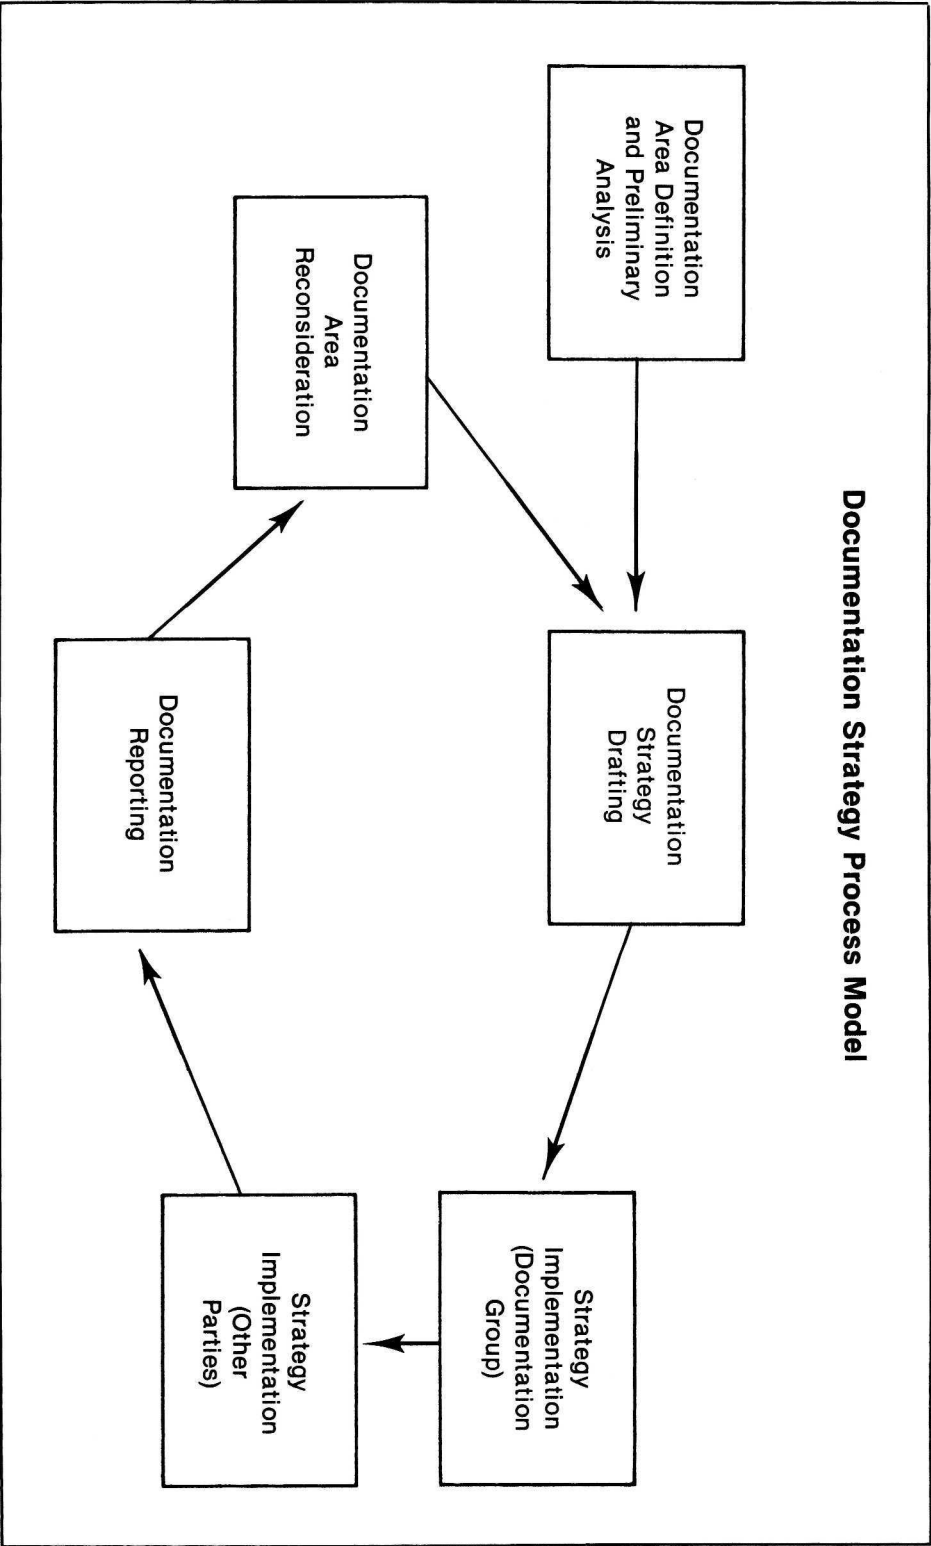 Documentation Strategy Process Model
Documentation
Area Definition
and Preliminary
Analysis
Documentation
Strategy
Drafting
Strategy
Implementation
(Documentation
Group)
Strategy
Implementation
(Other
Parties)
Documentation
Reporting
Documentation
Area
Reconsideration